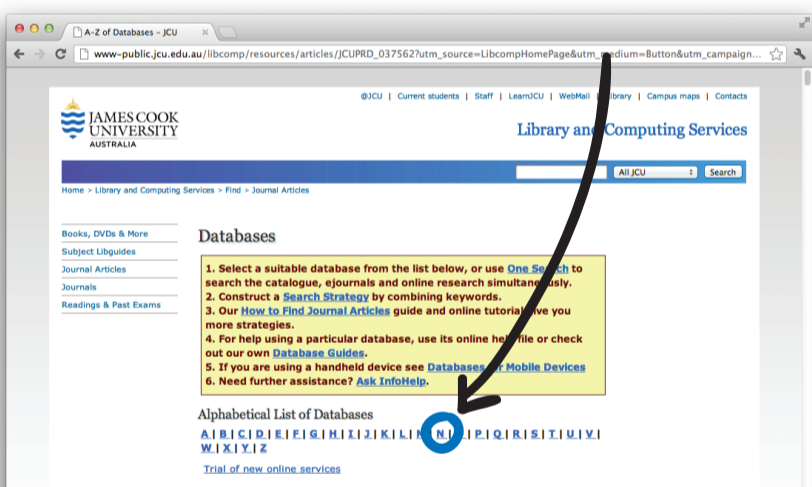 A-Z of Databases - JCU
www-public.jcu.edu.au/libcomp/resources/articles/JCUPRD_037562?utm_source=LibcompHomePage&utm_medium=Button&utm_campaign...
@JCU | Current students | Staff | LearnJCU | WebMail | Library | Campus maps | Contacts
JAMES COOK
UNIVERSITY
AUSTRALIA
Library and Computing Services
All JCU Search
Home > Library and Computing Services > Find > Journal Articles
Books, DVDs & More
Subject Libguides
Journal Articles
Journals
Readings & Past Exams
Databases
1. Select a suitable database from the list below, or use One Search to
search the catalogue, ejournals and online research simultaneously.
2. Construct a Search Strategy by combining keywords.
3. Our How to Find Journal Articles guide and online tutorial give you
more strategies.
4. For help using a particular database, use its online help file or check
out our own Database Guides.
5. If you are using a handheld device see Databases for Mobile Devices
6. Need further assistance? Ask InfoHelp.
Alphabetical List of Databases
A | B | C | D | E | F | G | H | I | J | K | L | N | P | Q | R | S | T | U | V |
W | X | Y | Z
Trial of new online services